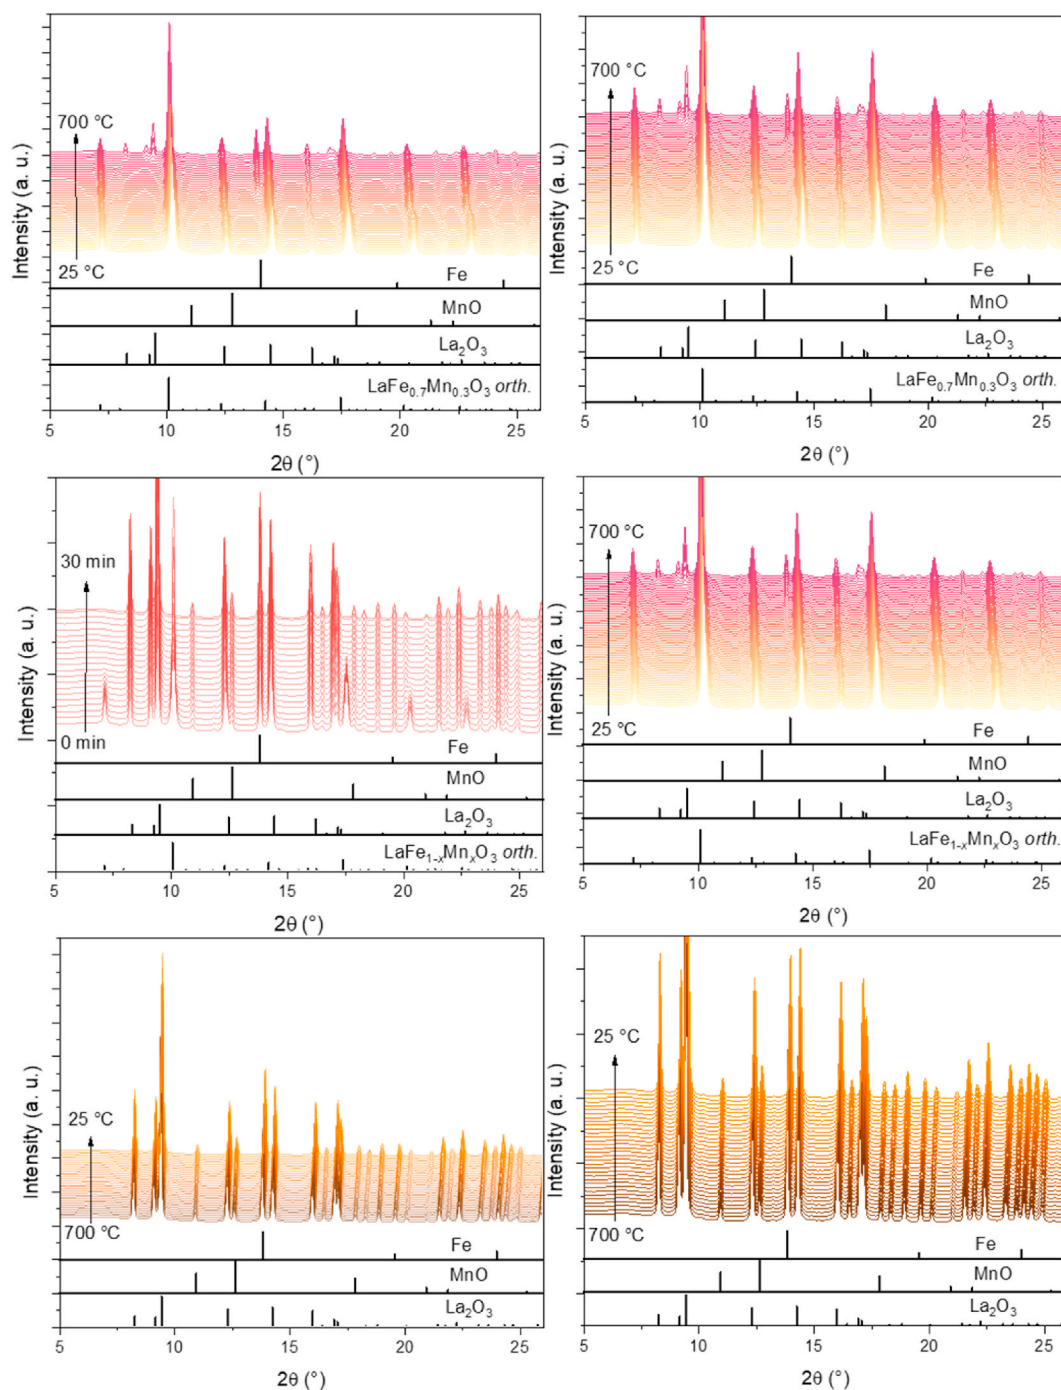 Intensity (a. u.)
700 °C
25 °C
Fe
MnO
La₂O₃
LaFe₀.₇Mn₀.₃O₃ orth.
5 10 15 20 25
2θ (°)
Intensity (a. u.)
700 °C
25 °C
Fe
MnO
La₂O₃
LaFe₀.₇Mn₀.₃O₃ orth.
5 10 15 20 25
2θ (°)
Intensity (a. u.)
30 min
0 min
Fe
MnO
La₂O₃
LaFe₁₋ₓMnₓO₃ orth.
5 10 15 20 25
2θ (°)
Intensity (a. u.)
700 °C
25 °C
Fe
MnO
La₂O₃
LaFe₁₋ₓMnₓO₃ orth.
5 10 15 20 25
2θ (°)
Intensity (a. u.)
25 °C
700 °C
Fe
MnO
La₂O₃
5 10 15 20 25
2θ (°)
Intensity (a. u.)
25 °C
700 °C
Fe
MnO
La₂O₃
5 10 15 20 25
2θ (°)